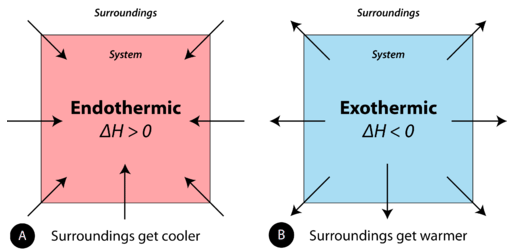 Surroundings
System
Endothermic
ΔH > 0
A Surroundings get cooler
Surroundings
System
Exothermic
ΔH < 0
B Surroundings get warmer